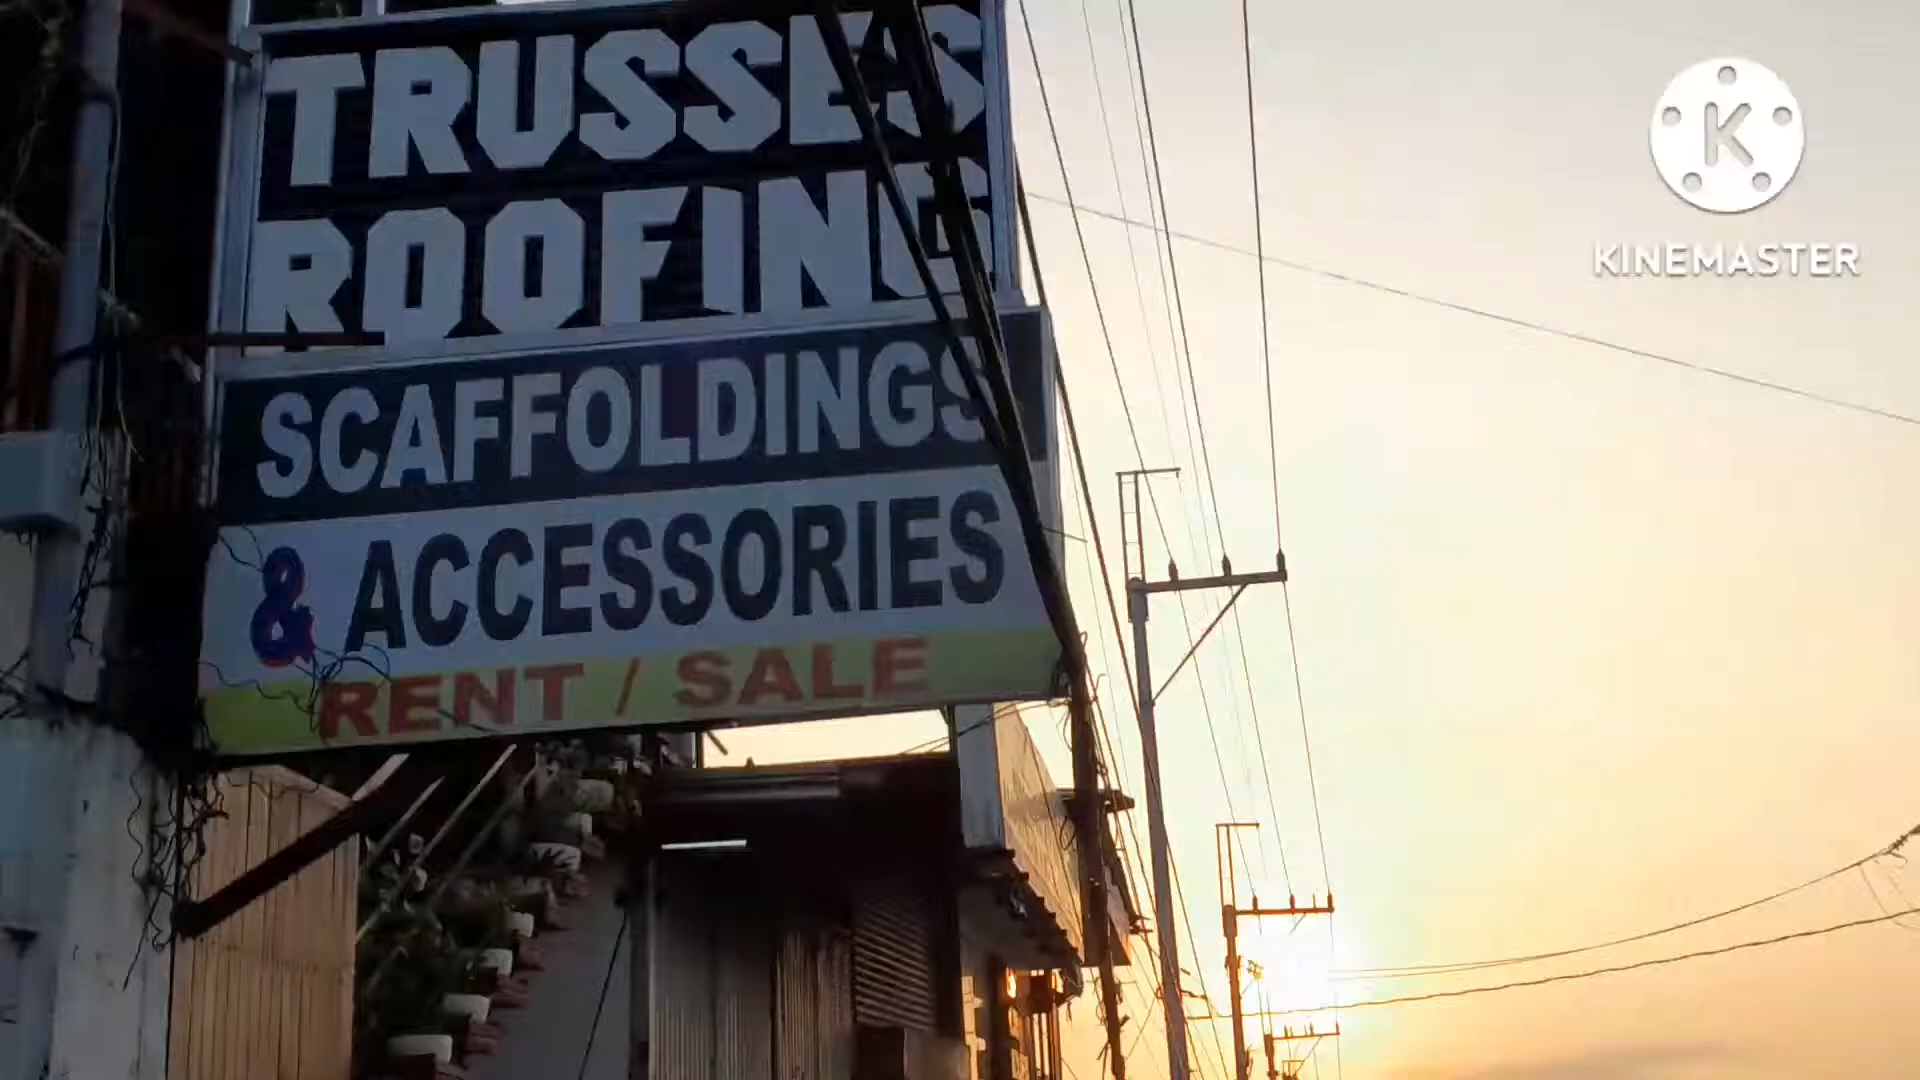 TRUSSES
ROOFING
SCAFFOLDINGS
& ACCESSORIES
RENT / SALE
K
KINEMASTER